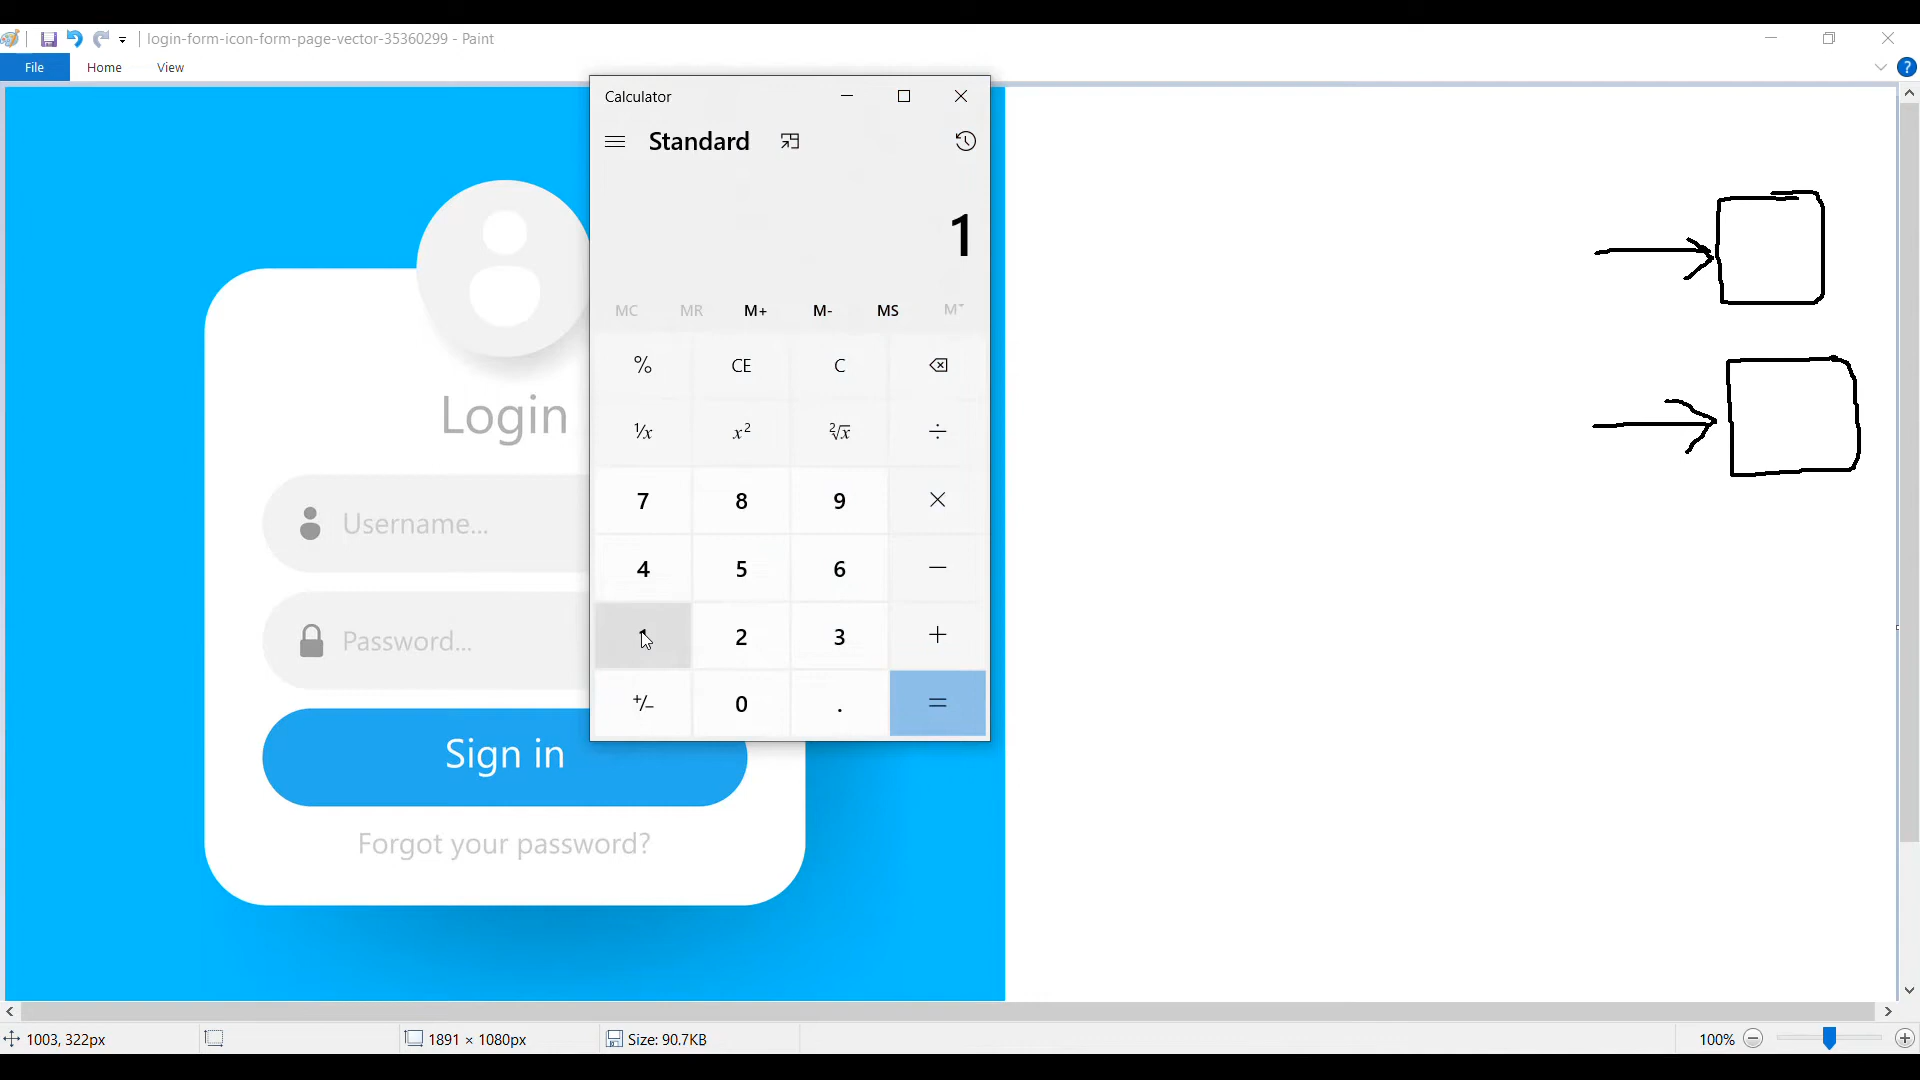 login-form-icon-form-page-vector-35360299 - Paint
File Home View ?
Calculator
Standard
1
MC MR M+ M- MS M˅
% CE C
¹/x x² ²√x ÷
7 8 9 ×
4 5 6 −
2 3 +
+/− 0 . =
Login
Username...
Password...
Sign in
Forgot your password?
1003, 322px 1891 × 1080px Size: 90.7KB 100%